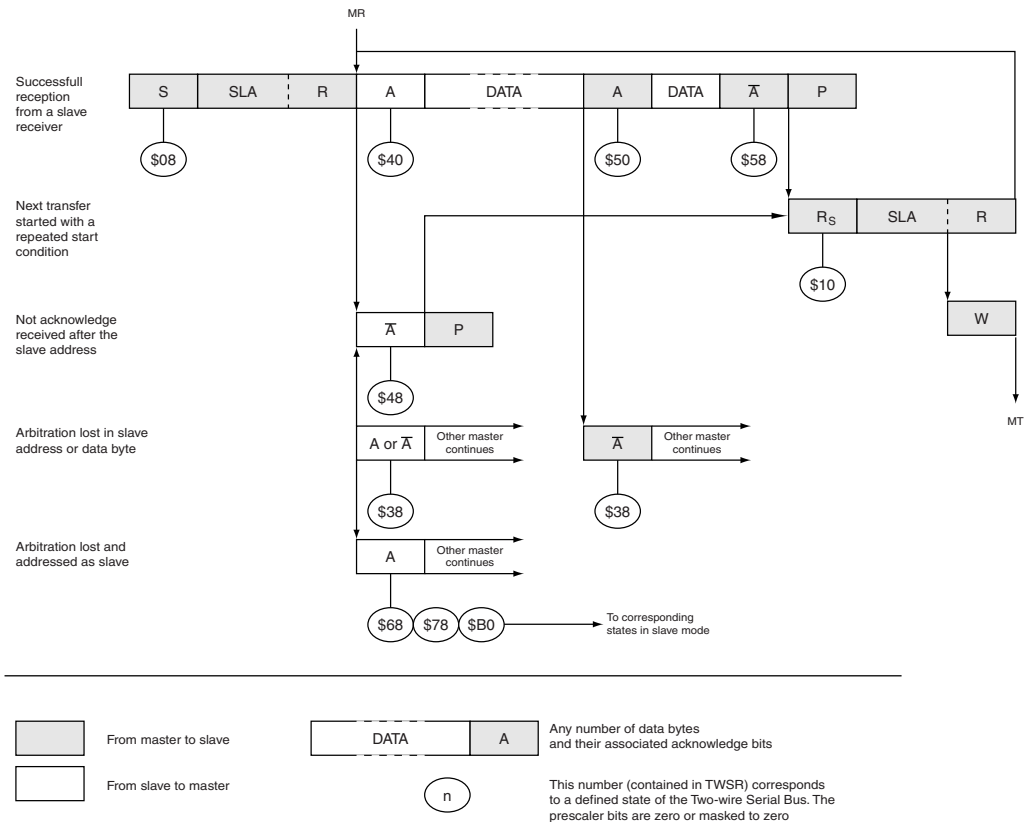 MR
Successfull
reception
from a slave
receiver
S SLA R A DATA A DATA A̅ P
$08 $40 $50 $58
Next transfer
started with a
repeated start
condition
RS SLA R
$10
Not acknowledge
received after the
slave address
A̅ P
W
$48
MT
Arbitration lost in slave
address or data byte
A or A̅ Other master
continues
A̅ Other master
continues
$38 $38
Arbitration lost and
addressed as slave
A Other master
continues
$68 $78 $B0
To corresponding
states in slave mode
From master to slave
From slave to master
DATA A
Any number of data bytes
and their associated acknowledge bits
n
This number (contained in TWSR) corresponds
to a defined state of the Two-wire Serial Bus. The
prescaler bits are zero or masked to zero